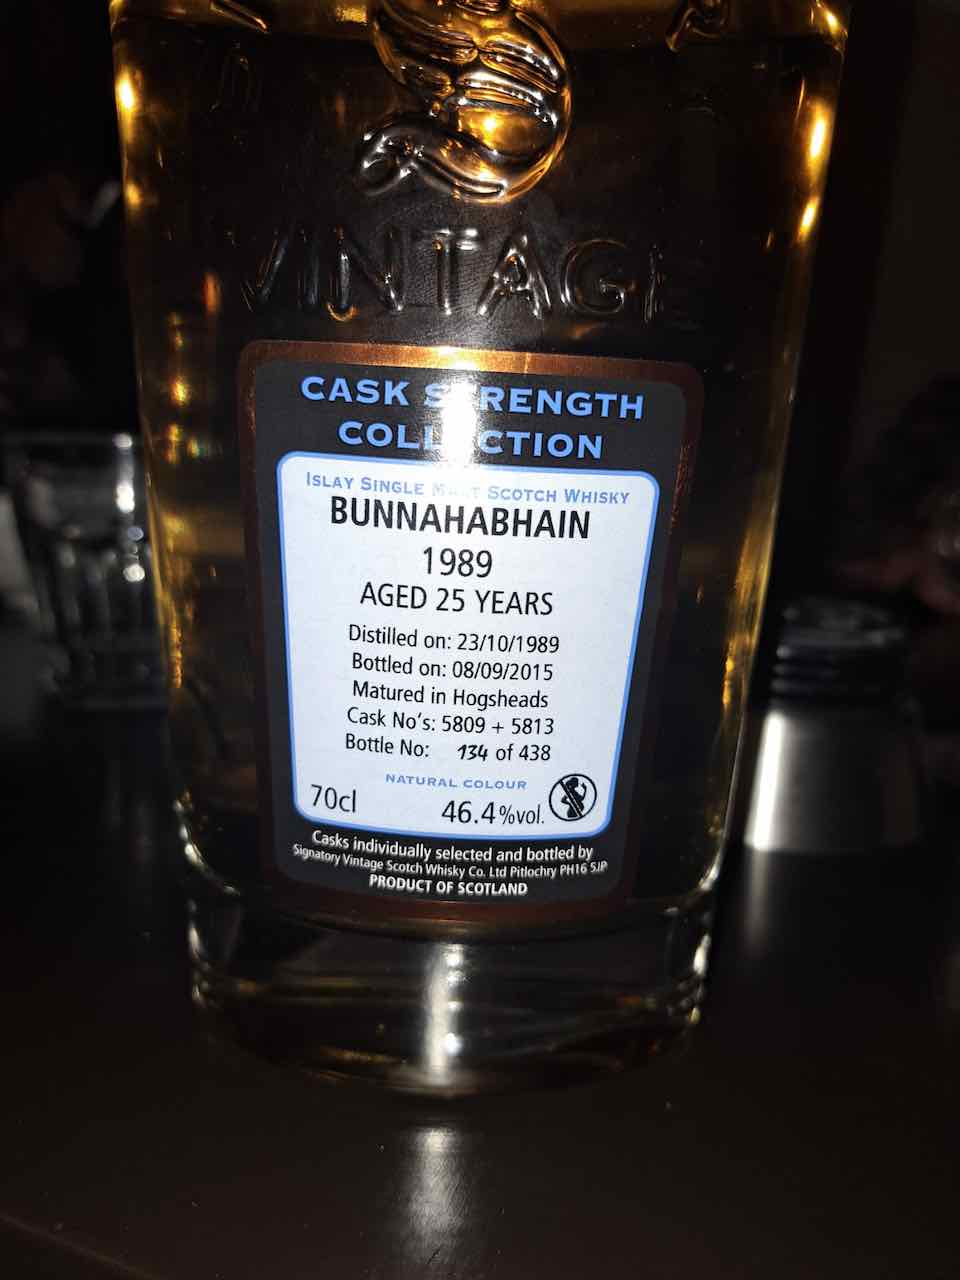 VINTAGE
CASK STRENGTH
COLLECTION
ISLAY SINGLE MALT SCOTCH WHISKY
BUNNAHABHAIN
1989
AGED 25 YEARS
Distilled on: 23/10/1989
Bottled on: 08/09/2015
Matured in Hogsheads
Cask No's: 5809 + 5813
Bottle No: 134 of 438
NATURAL COLOUR
70cl 46.4%vol.
Casks individually selected and bottled by
Signatory Vintage Scotch Whisky Co. Ltd Pitlochry PH16 5JP
PRODUCT OF SCOTLAND